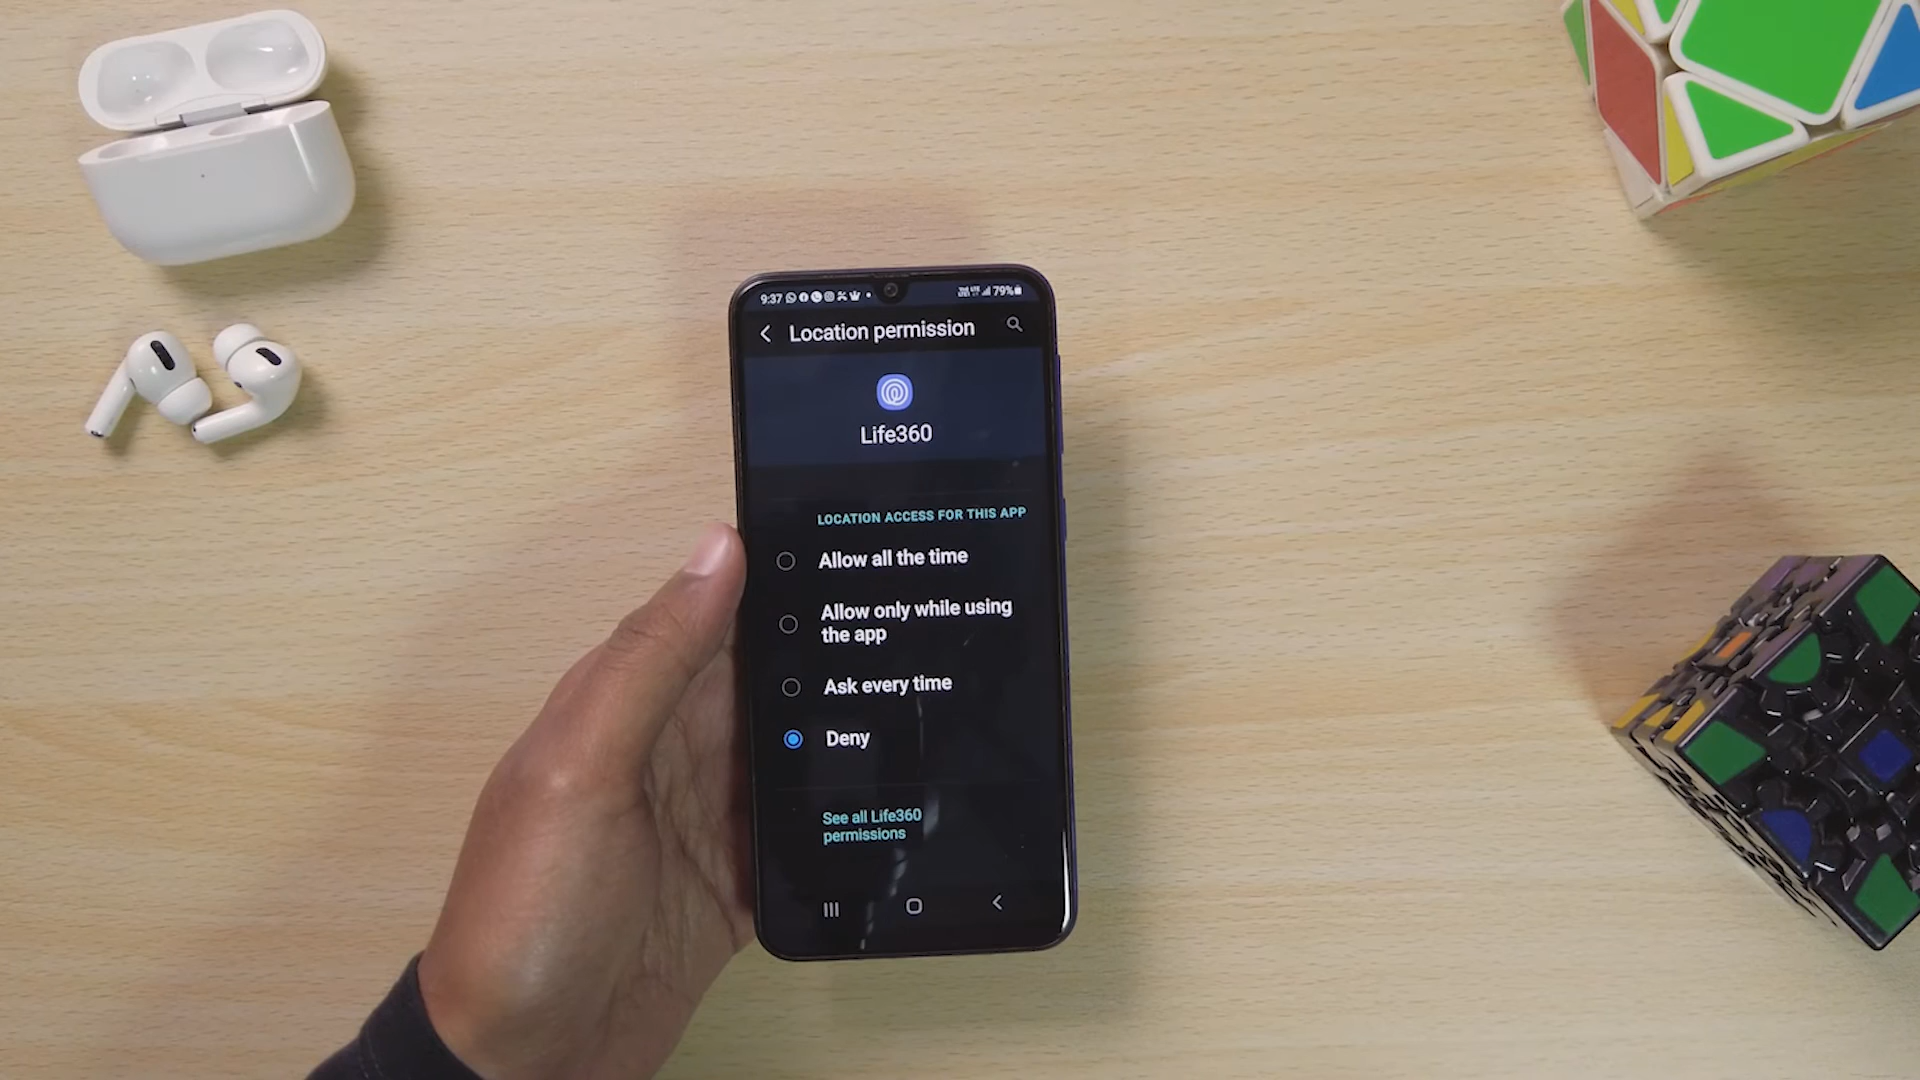 9:37
79%
Location permission
Life360
LOCATION ACCESS FOR THIS APP
Allow all the time
Allow only while using
the app
Ask every time
Deny
See all Life360
permissions